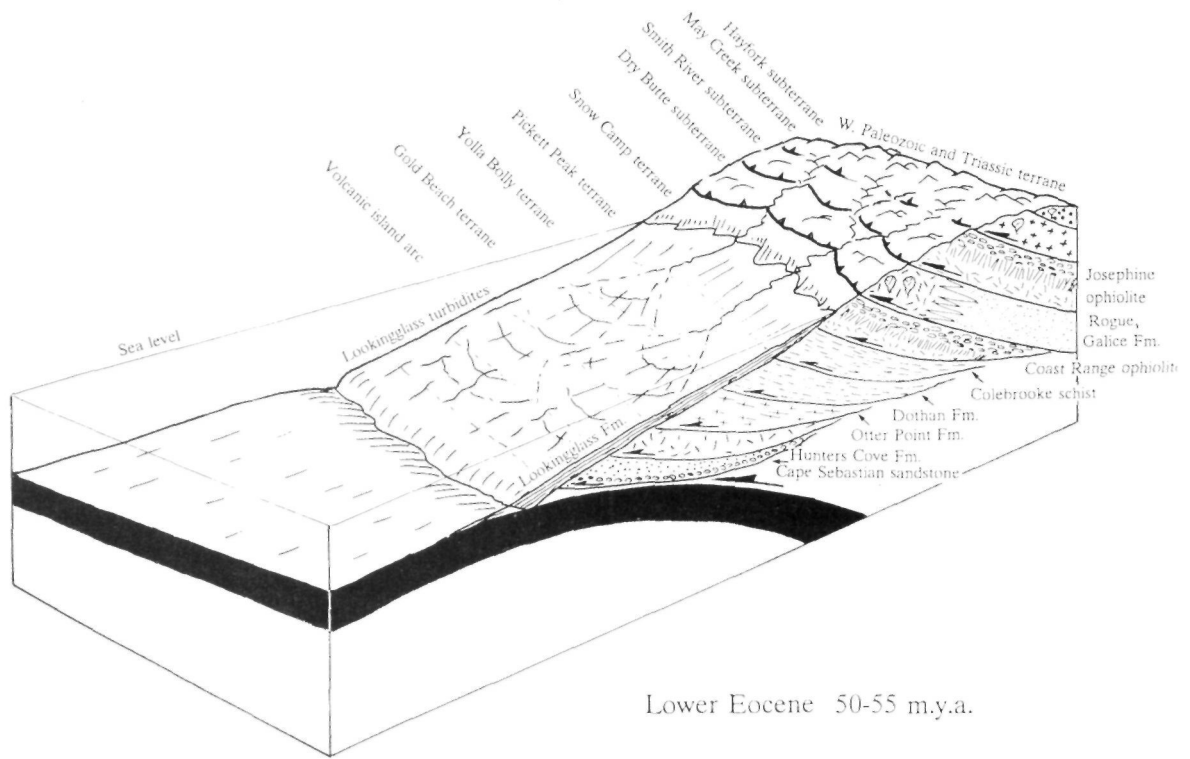 Hayfork subterrane
May Creek subterrane
Smith River subterrane
Dry Butte subterrane
Snow Camp terrane
Pickett Peak terrane
Yolla Bolly terrane
Gold Beach terrane
Volcanic island arc
W. Paleozoic and Triassic terrane
Sea level
Lookingglass turbidites
Lookingglass Fm.
Josephine
ophiolite
Rogue,
Galice Fm.
Coast Range ophiolite
Colebrooke schist
Dothan Fm.
Otter Point Fm.
Hunters Cove Fm.
Cape Sebastian sandstone
Lower Eocene 50-55 m.y.a.